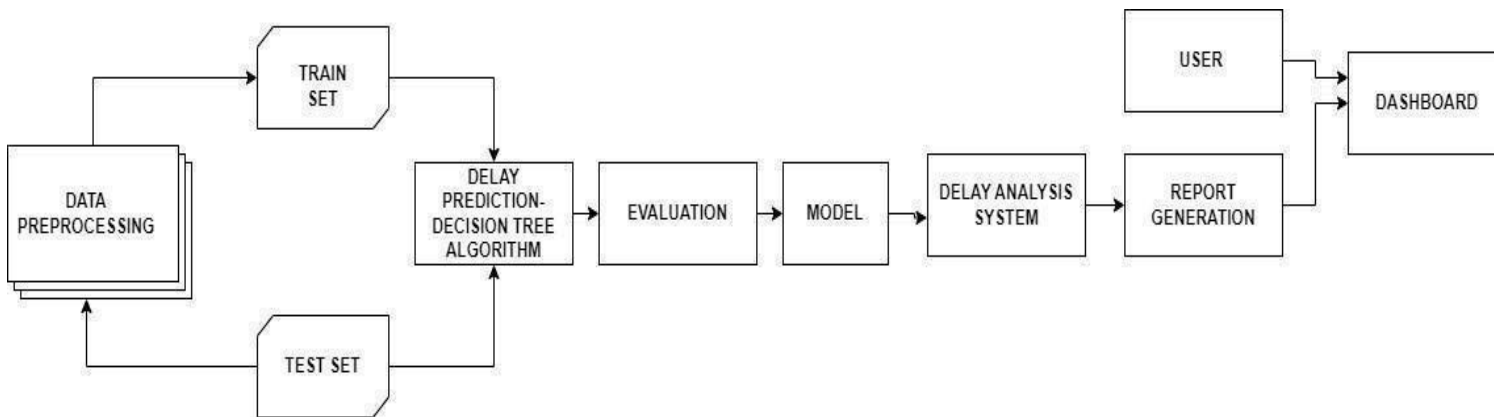 TRAIN
SET
USER
DASHBOARD
DATA
PREPROCESSING
DELAY
PREDICTION-
DECISION TREE
ALGORITHM
EVALUATION
MODEL
DELAY ANALYSIS
SYSTEM
REPORT
GENERATION
TEST SET